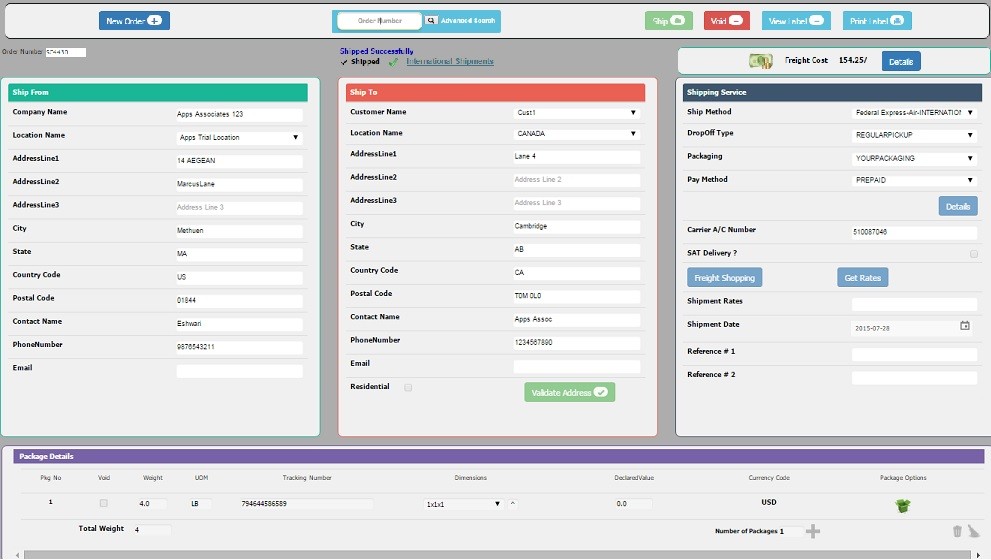 New Order
Order Number
Advanced Search
Ship
Void
View Label
Print Label
Order Number
Shipped Successfully
Shipped International Shipments
Freight Cost 154.25/ Details
Ship From
Company Name Apps Associates 123
Location Name Apps Trial Location
AddressLine1 14 AEGEAN
AddressLine2 MarcusLane
AddressLine3 Address Line 3
City Methuen
State MA
Country Code US
Postal Code 01844
Contact Name Eshwari
PhoneNumber 9876543211
Email
Ship To
Customer Name Cust1
Location Name CANADA
AddressLine1 Lane 4
AddressLine2 Address Line 2
AddressLine3 Address Line 3
City Cambridge
State AB
Country Code CA
Postal Code T0M 0L0
Contact Name Apps Assoc
PhoneNumber 1234567890
Email
Residential
Validate Address
Shipping Service
Ship Method Federal Express-Air-INTERNATION
DropOff Type REGULARPICKUP
Packaging YOURPACKAGING
Pay Method PREPAID
Details
Carrier A/C Number 510087046
SAT Delivery ?
Freight Shopping Get Rates
Shipment Rates
Shipment Date 2015-07-28
Reference # 1
Reference # 2
Package Details
Pkg No Void Weight UOM Tracking Number Dimensions DeclaredValue Currency Code Package Options
1 4.0 LB 794644586589 1x1x1 0.0 USD
Total Weight 4 Number of Packages 1